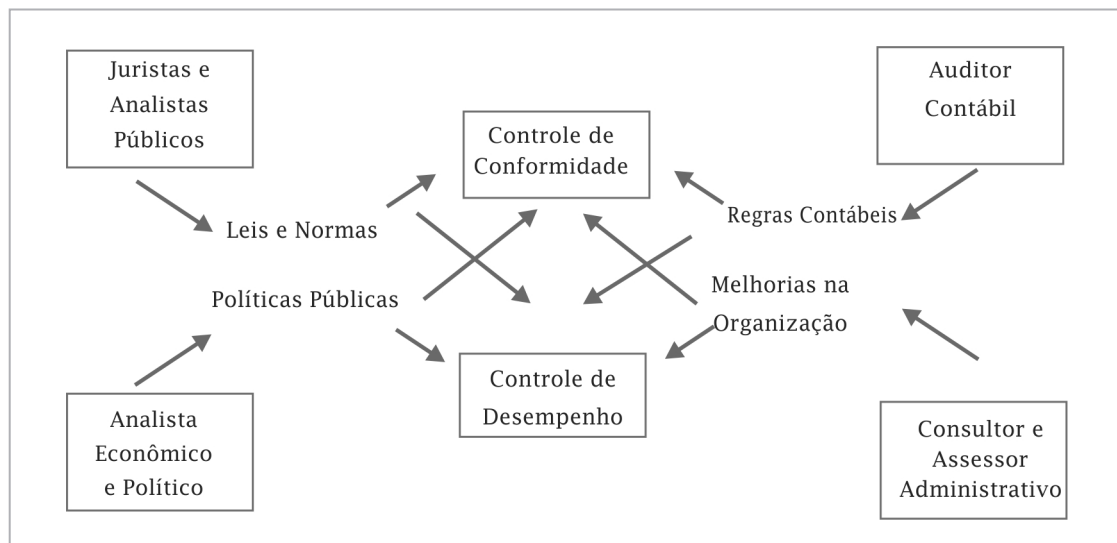 Juristas e
Analistas
Públicos
Auditor
Contábil
Controle de
Conformidade
Leis e Normas
Regras Contábeis
Políticas Públicas
Melhorias na
Organização
Controle de
Desempenho
Analista
Econômico
e Político
Consultor e
Assessor
Administrativo